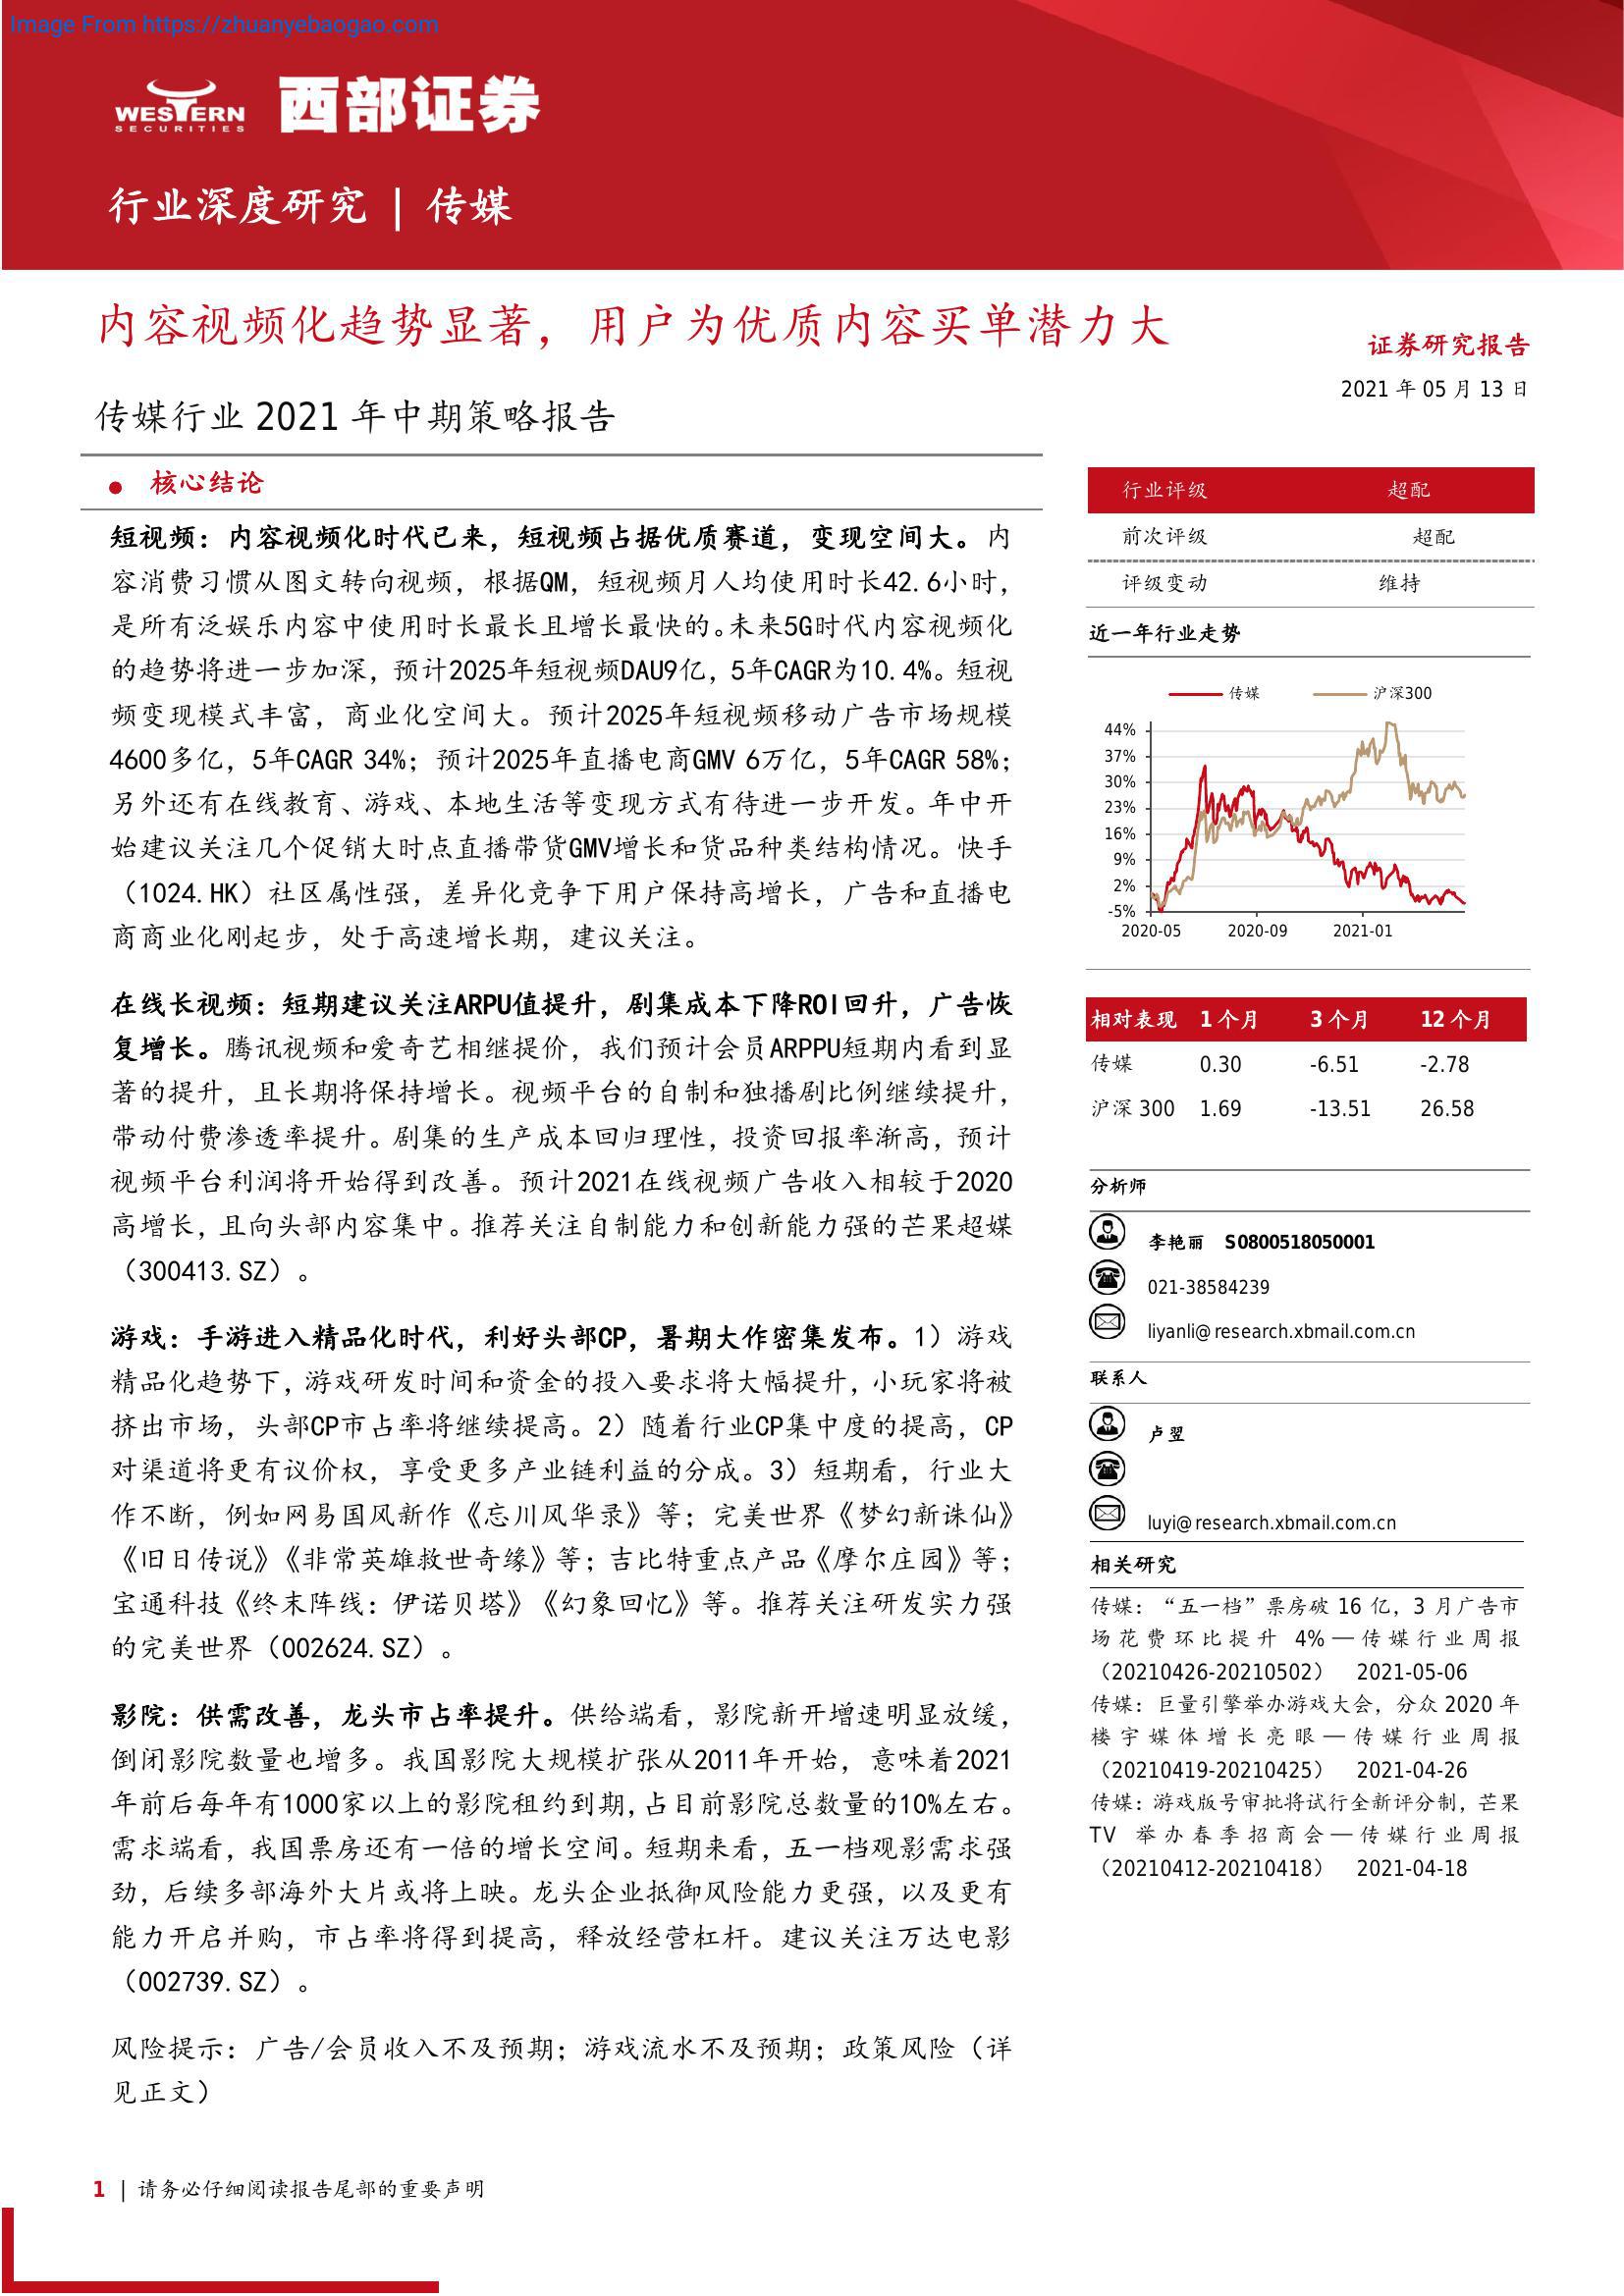 Image From https://zhuanyebaogao.com
WESTERN
SECURITIES
西部证券
行业深度研究 | 传媒
内容视频化趋势显著，用户为优质内容买单潜力大
传媒行业 2021 年中期策略报告
证券研究报告
2021 年 05 月 13 日
● 核心结论
短视频：内容视频化时代已来，短视频占据优质赛道，变现空间大。内
容消费习惯从图文转向视频，根据QM，短视频月人均使用时长42.6小时，
是所有泛娱乐内容中使用时长最长且增长最快的。未来5G时代内容视频化
的趋势将进一步加深，预计2025年短视频DAU9亿，5年CAGR为10.4%。短视
频变现模式丰富，商业化空间大。预计2025年短视频移动广告市场规模
4600多亿，5年CAGR 34%；预计2025年直播电商GMV 6万亿，5年CAGR 58%；
另外还有在线教育、游戏、本地生活等变现方式有待进一步开发。年中开
始建议关注几个促销大时点直播带货GMV增长和货品种类结构情况。快手
（1024.HK）社区属性强，差异化竞争下用户保持高增长，广告和直播电
商商业化刚起步，处于高速增长期，建议关注。
在线长视频：短期建议关注ARPU值提升，剧集成本下降ROI回升，广告恢
复增长。腾讯视频和爱奇艺相继提价，我们预计会员ARPPU短期内看到显
著的提升，且长期将保持增长。视频平台的自制和独播剧比例继续提升，
带动付费渗透率提升。剧集的生产成本回归理性，投资回报率渐高，预计
视频平台利润将开始得到改善。预计2021在线视频广告收入相较于2020
高增长，且向头部内容集中。推荐关注自制能力和创新能力强的芒果超媒
（300413.SZ）。
游戏：手游进入精品化时代，利好头部CP，暑期大作密集发布。1）游戏
精品化趋势下，游戏研发时间和资金的投入要求将大幅提升，小玩家将被
挤出市场，头部CP市占率将继续提高。2）随着行业CP集中度的提高，CP
对渠道将更有议价权，享受更多产业链利益的分成。3）短期看，行业大
作不断，例如网易国风新作《忘川风华录》等；完美世界《梦幻新诛仙》
《旧日传说》《非常英雄救世奇缘》等；吉比特重点产品《摩尔庄园》等；
宝通科技《终末阵线：伊诺贝塔》《幻象回忆》等。推荐关注研发实力强
的完美世界（002624.SZ）。
影院：供需改善，龙头市占率提升。供给端看，影院新开增速明显放缓，
倒闭影院数量也增多。我国影院大规模扩张从2011年开始，意味着2021
年前后每年有1000家以上的影院租约到期，占目前影院总数量的10%左右。
需求端看，我国票房还有一倍的增长空间。短期来看，五一档观影需求强
劲，后续多部海外大片或将上映。龙头企业抵御风险能力更强，以及更有
能力开启并购，市占率将得到提高，释放经营杠杆。建议关注万达电影
（002739.SZ）。
风险提示：广告/会员收入不及预期；游戏流水不及预期；政策风险（详
见正文）
行业评级 超配
前次评级 超配
评级变动 维持
近一年行业走势
传媒 沪深300
44%
37%
30%
23%
16%
9%
2%
-5%
2020-05 2020-09 2021-01
相对表现 1 个月 3 个月 12 个月
传媒 0.30 -6.51 -2.78
沪深 300 1.69 -13.51 26.58
分析师
李艳丽 S0800518050001
021-38584239
liyanli@research.xbmail.com.cn
联系人
卢翌
luyi@research.xbmail.com.cn
相关研究
传媒：“五一档”票房破 16 亿，3 月广告市
场花费环比提升 4%—传媒行业周报
（20210426-20210502） 2021-05-06
传媒：巨量引擎举办游戏大会，分众 2020 年
楼宇媒体增长亮眼—传媒行业周报
（20210419-20210425） 2021-04-26
传媒：游戏版号审批将试行全新评分制，芒果
TV 举办春季招商会—传媒行业周报
（20210412-20210418） 2021-04-18
1 | 请务必仔细阅读报告尾部的重要声明